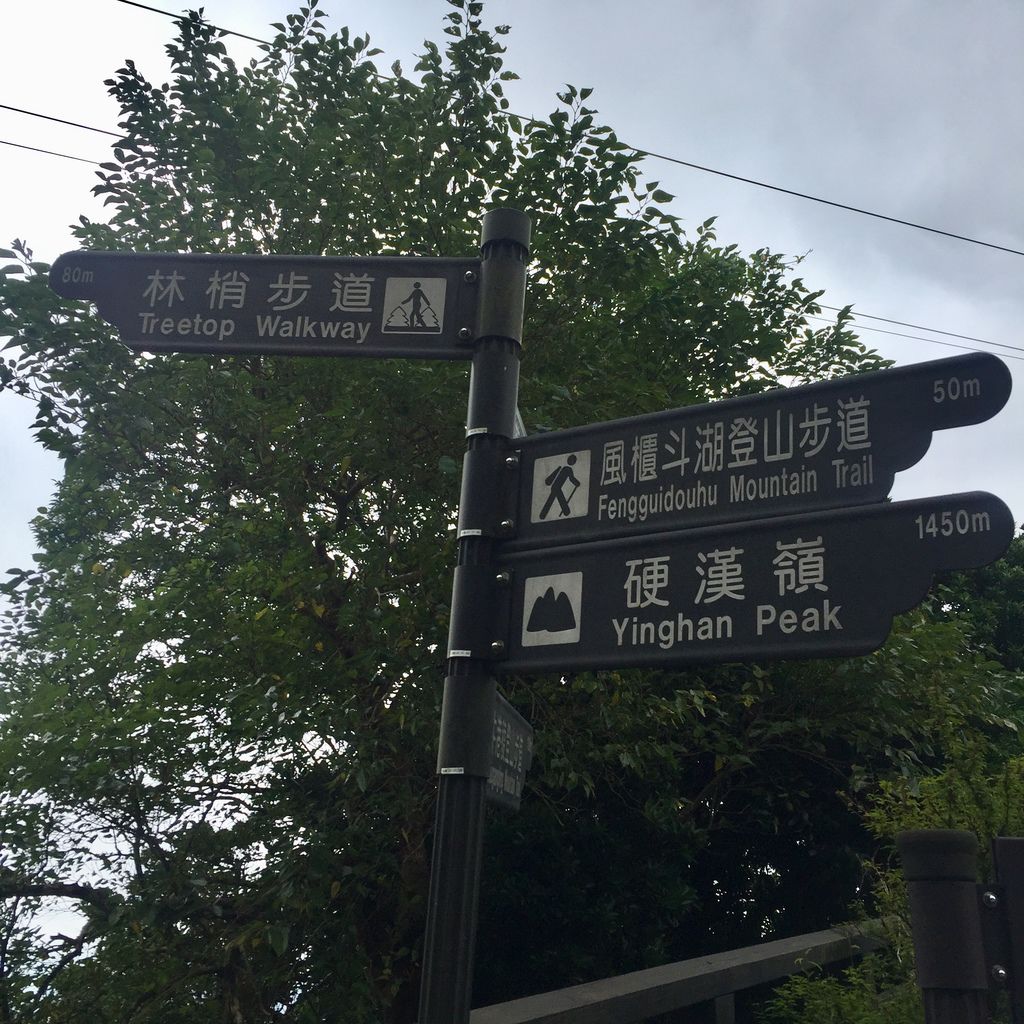 80m
林梢步道
Treetop Walkway
50m
風櫃斗湖登山步道
Fengguidouhu Mountain Trail
1450m
硬漢嶺
Yinghan Peak